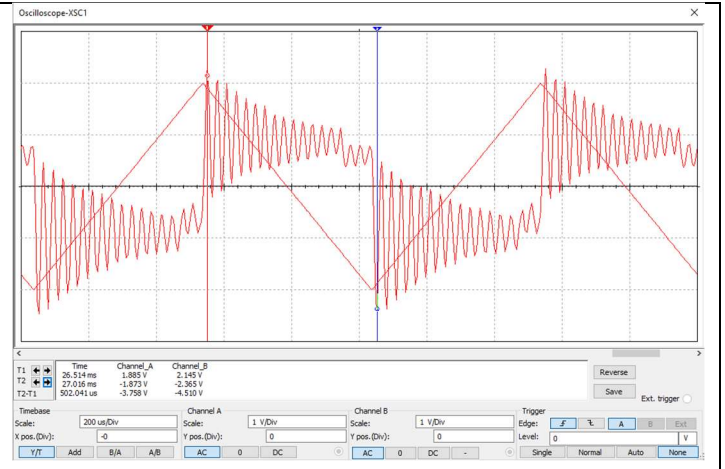 Oscilloscope-XSC1
T1
T2
T2-T1
Time Channel_A Channel_B
26.514 ms 1.885 V 2.145 V
27.016 ms -1.873 V -2.365 V
502.041 us -3.758 V -4.510 V
Reverse
Save
Ext. trigger
Timebase
Scale: 200 us/Div
X pos.(Div): -0
Y/T Add B/A A/B
Channel A
Scale: 1 V/Div
Y pos.(Div): 0
AC 0 DC
Channel B
Scale: 1 V/Div
Y pos.(Div): 0
AC 0 DC -
Trigger
Edge: A B Ext
Level: 0 V
Single Normal Auto None